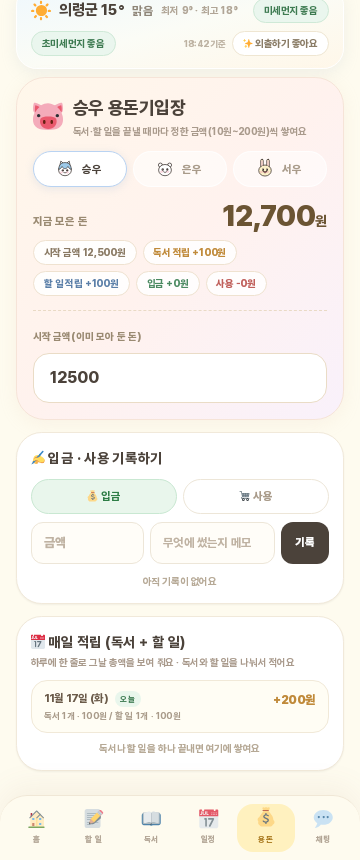 의령군 15° 맑음 최저 9° · 최고 18° 미세먼지 좋음
초미세먼지 좋음 18:42 기준 ✨ 외출하기 좋아요
승우 용돈기입장
독서·할 일을 끝낼 때마다 정한 금액(10원~200원)씩 쌓여요
승우 은우 서우
지금 모은 돈 12,700원
시작 금액 12,500원 독서 적립 +100원
할 일 적립 +100원 입금 +0원 사용 -0원
시작 금액 (이미 모아 둔 돈)
12500
✍️ 입금 · 사용 기록하기
💰 입금 🛒 사용
금액 무엇에 썼는지 메모 기록
아직 기록이 없어요
📅 매일 적립 (독서 + 할 일)
하루에 한 줄로 그날 총액을 보여 줘요 · 독서와 할 일을 나눠서 적어요
11월 17일 (화) 오늘 +200원
독서 1개 · 100원 / 할 일 1개 · 100원
독서나 할 일을 하나 끝내면 여기에 쌓여요
홈 할 일 독서 일정 용돈 채팅